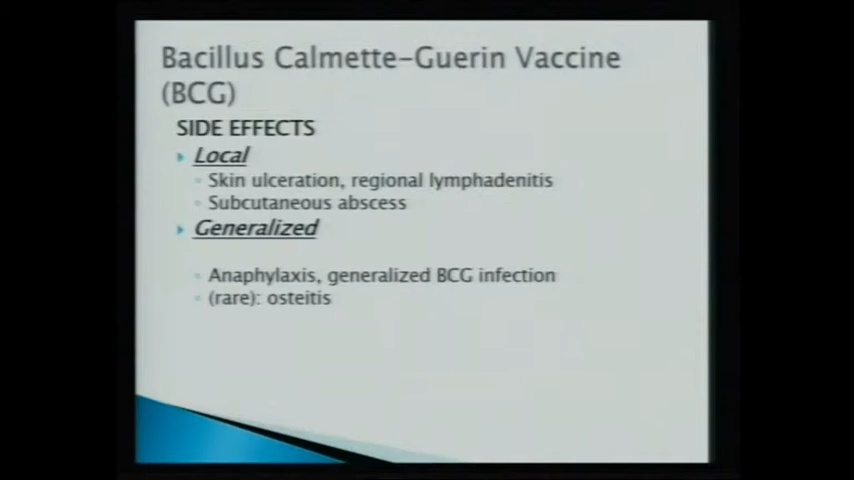 Bacillus Calmette-Guerin Vaccine
(BCG)
SIDE EFFECTS
Local
Skin ulceration, regional lymphadenitis
Subcutaneous abscess
Generalized
Anaphylaxis, generalized BCG infection
(rare): osteitis